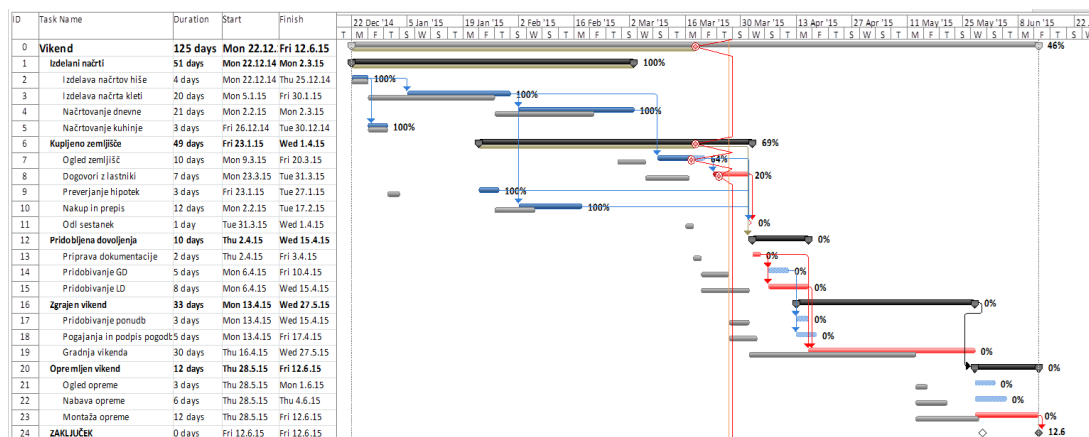 ID Task Name Duration Start Finish 22 Dec '14 5 Jan '15 19 Jan '15 2 Feb '15 16 Feb '15 2 Mar '15 16 Mar '15 30 Mar '15 13 Apr '15 27 Apr '15 11 May '15 25 May '15 8 Jun '15 22 J
T M F T S W S T M F T S W S T M F T S W S T M F T S W S T M F T S W
0 Vikend 125 days Mon 22.12. Fri 12.6.15 46%
1 Izdelani načrti 51 days Mon 22.12.14 Mon 2.3.15 100%
2 Izdelava načrtov hiše 4 days Mon 22.12.14 Thu 25.12.14 100%
3 Izdelava načrta kleti 20 days Mon 5.1.15 Fri 30.1.15 100%
4 Načrtovanje dnevne 21 days Mon 2.2.15 Mon 2.3.15 100%
5 Načrtovanje kuhinje 3 days Fri 26.12.14 Tue 30.12.14 100%
6 Kupljeno zemljišče 49 days Fri 23.1.15 Wed 1.4.15 69%
7 Ogled zemljišč 10 days Mon 9.3.15 Fri 20.3.15 64%
8 Dogovori z lastniki 7 days Mon 23.3.15 Tue 31.3.15 20%
9 Preverjanje hipotek 3 days Fri 23.1.15 Tue 27.1.15 100%
10 Nakup in prepis 12 days Mon 2.2.15 Tue 17.2.15 100%
11 Odl sestanek 1 day Tue 31.3.15 Wed 1.4.15 0%
12 Pridobljena dovoljenja 10 days Thu 2.4.15 Wed 15.4.15 0%
13 Priprava dokumentacije 2 days Thu 2.4.15 Fri 3.4.15 0%
14 Pridobivanje GD 5 days Mon 6.4.15 Fri 10.4.15 0%
15 Pridobivanje LD 8 days Mon 6.4.15 Wed 15.4.15 0%
16 Zgrajen vikend 33 days Mon 13.4.15 Wed 27.5.15 0%
17 Pridobivanje ponudb 3 days Mon 13.4.15 Wed 15.4.15 0%
18 Pogajanja in podpis pogodb 5 days Mon 13.4.15 Fri 17.4.15 0%
19 Gradnja vikenda 30 days Thu 16.4.15 Wed 27.5.15 0%
20 Opremljen vikend 12 days Thu 28.5.15 Fri 12.6.15 0%
21 Ogled opreme 3 days Thu 28.5.15 Mon 1.6.15 0%
22 Nabava opreme 6 days Thu 28.5.15 Thu 4.6.15 0%
23 Montaža opreme 12 days Thu 28.5.15 Fri 12.6.15 0%
24 ZAKLJUČEK 0 days Fri 12.6.15 Fri 12.6.15 12.6